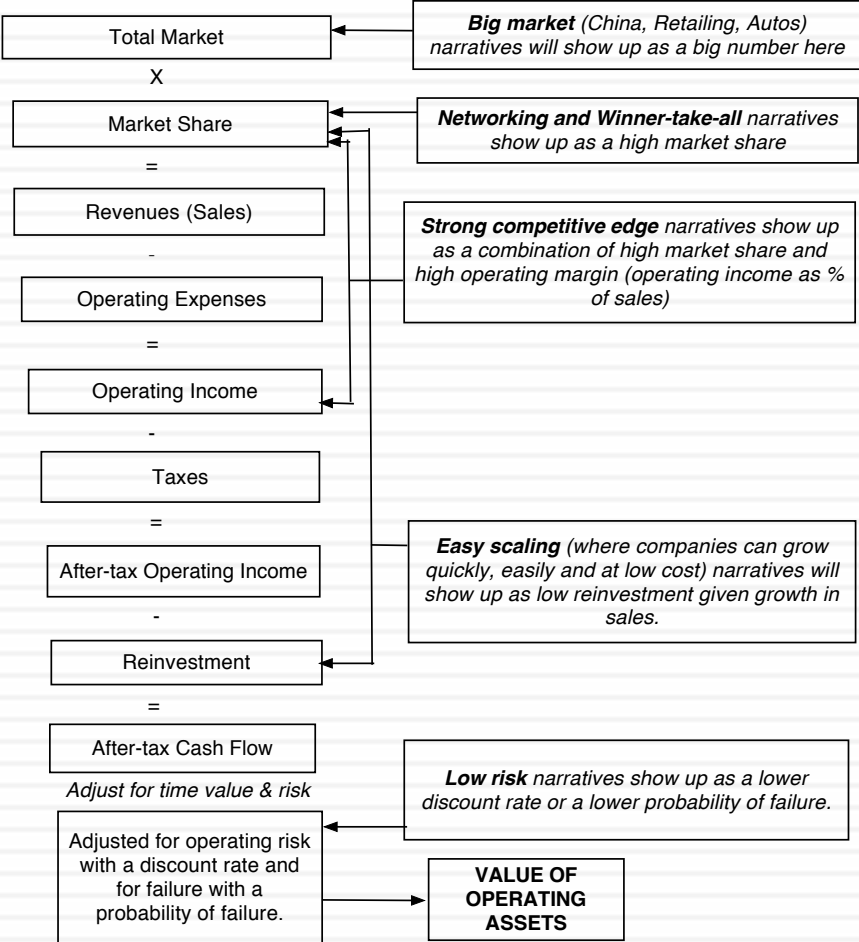 Total Market
Big market (China, Retailing, Autos)
narratives will show up as a big number here
X
Market Share
Networking and Winner-take-all narratives
show up as a high market share
=
Revenues (Sales)
Strong competitive edge narratives show up
as a combination of high market share and
high operating margin (operating income as %
of sales)
-
Operating Expenses
=
Operating Income
-
Taxes
=
After-tax Operating Income
Easy scaling (where companies can grow
quickly, easily and at low cost) narratives will
show up as low reinvestment given growth in
sales.
-
Reinvestment
=
After-tax Cash Flow
Adjust for time value & risk
Low risk narratives show up as a lower
discount rate or a lower probability of failure.
Adjusted for operating risk
with a discount rate and
for failure with a
probability of failure.
VALUE OF
OPERATING
ASSETS